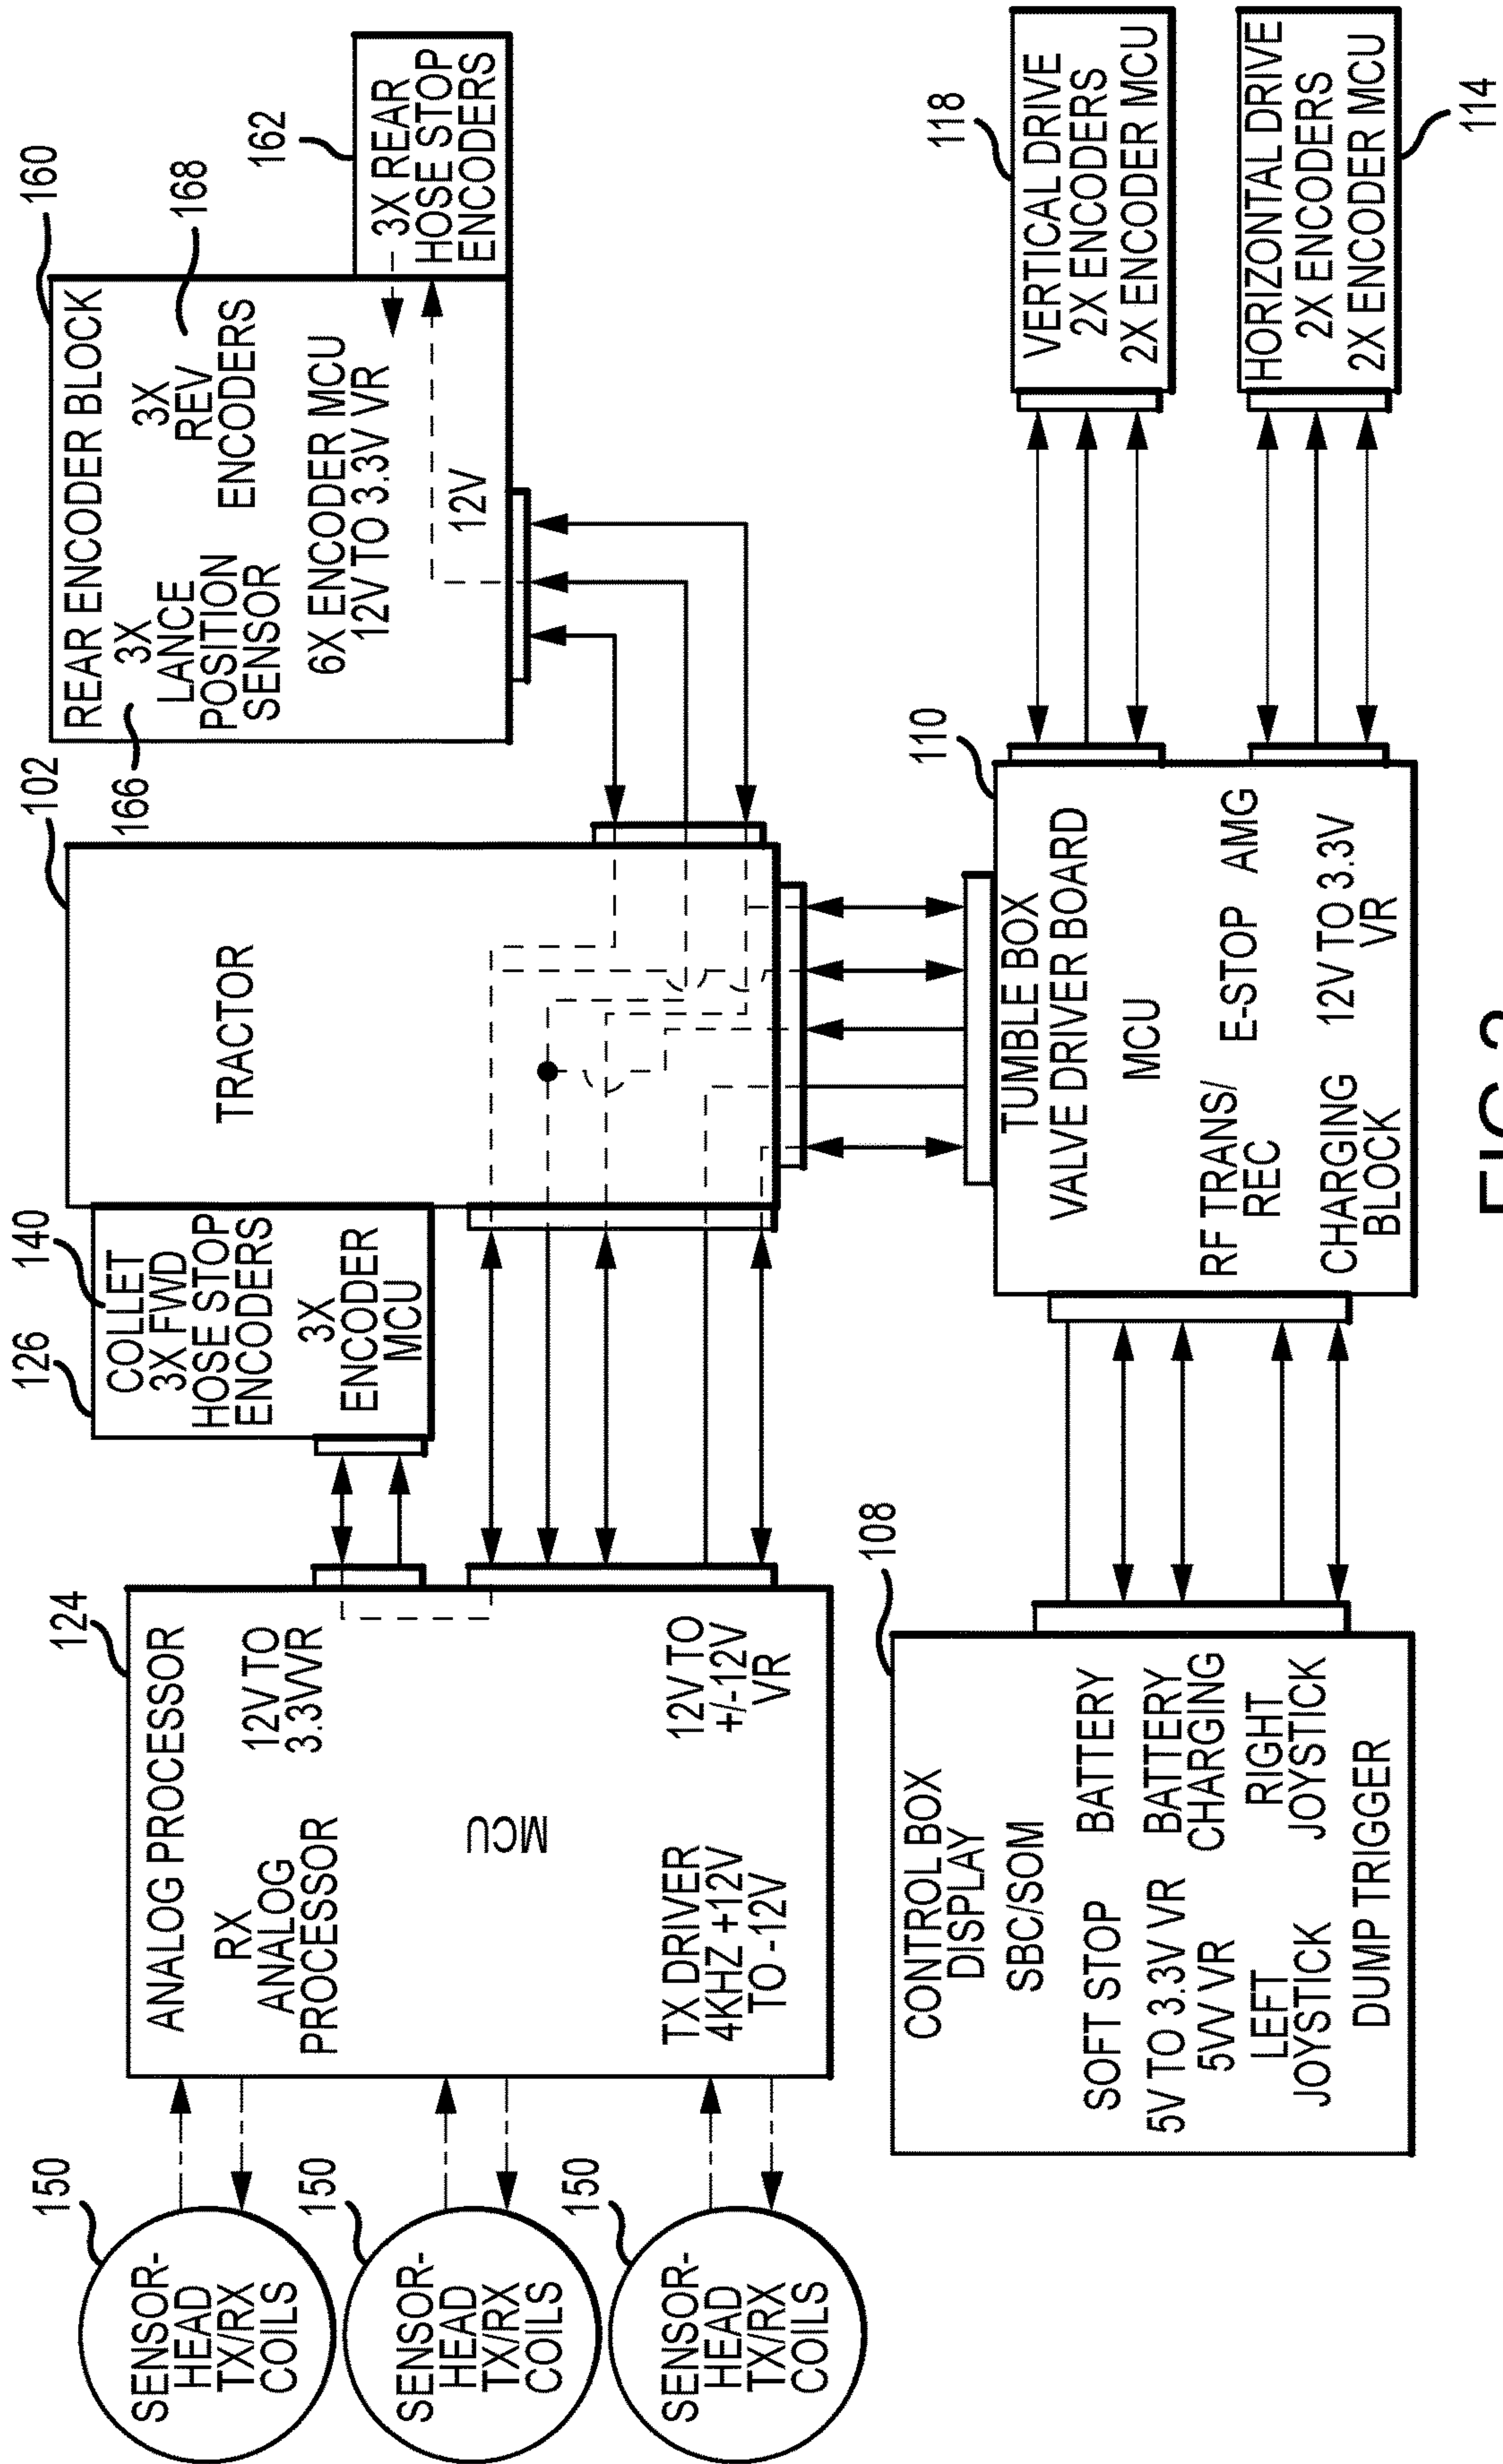 150
SENSOR-
HEAD
TX/RX
COILS
150
SENSOR-
HEAD
TX/RX
COILS
150
SENSOR-
HEAD
TX/RX
COILS
124
ANALOG PROCESSOR
RX
ANALOG
PROCESSOR
12V TO
3.3VVR
MCU
TX DRIVER
4KHZ +12V
TO -12V
12V TO
+/-12V
VR
126
140
COLLET
3X FWD
HOSE STOP
ENCODERS
3X
ENCODER
MCU
102
TRACTOR
160
REAR ENCODER BLOCK
166
3X
LANCE
POSITION
SENSOR
168
3X
REV
ENCODERS
6X ENCODER MCU
12V TO 3.3V VR
12V
162
3X REAR
HOSE STOP
ENCODERS
108
CONTROL BOX
DISPLAY
SBC/SOM
SOFT STOP
BATTERY
5V TO 3.3V VR
5VV VR
BATTERY
CHARGING
LEFT
JOYSTICK
RIGHT
JOYSTICK
DUMP TRIGGER
110
TUMBLE BOX
VALVE DRIVER BOARD
MCU
RF TRANS/
REC
E-STOP AMG
CHARGING
BLOCK
12V TO 3.3V
VR
118
VERTICAL DRIVE
2X ENCODERS
2X ENCODER MCU
HORIZONTAL DRIVE
2X ENCODERS
2X ENCODER MCU
114